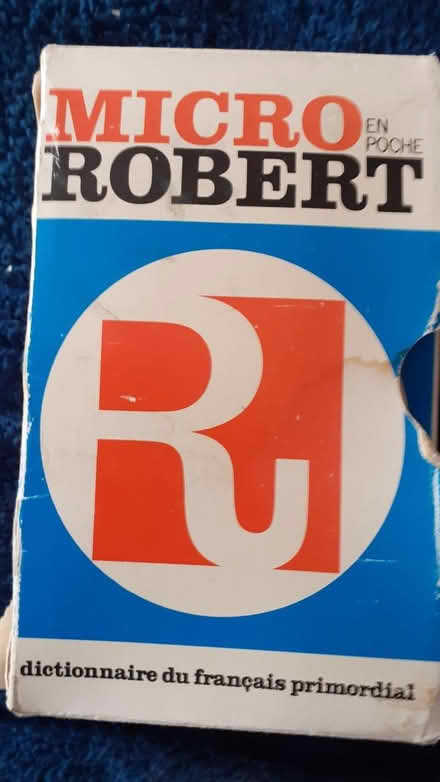 MICRO EN
POCHE
ROBERT
R
dictionnaire du français primordial